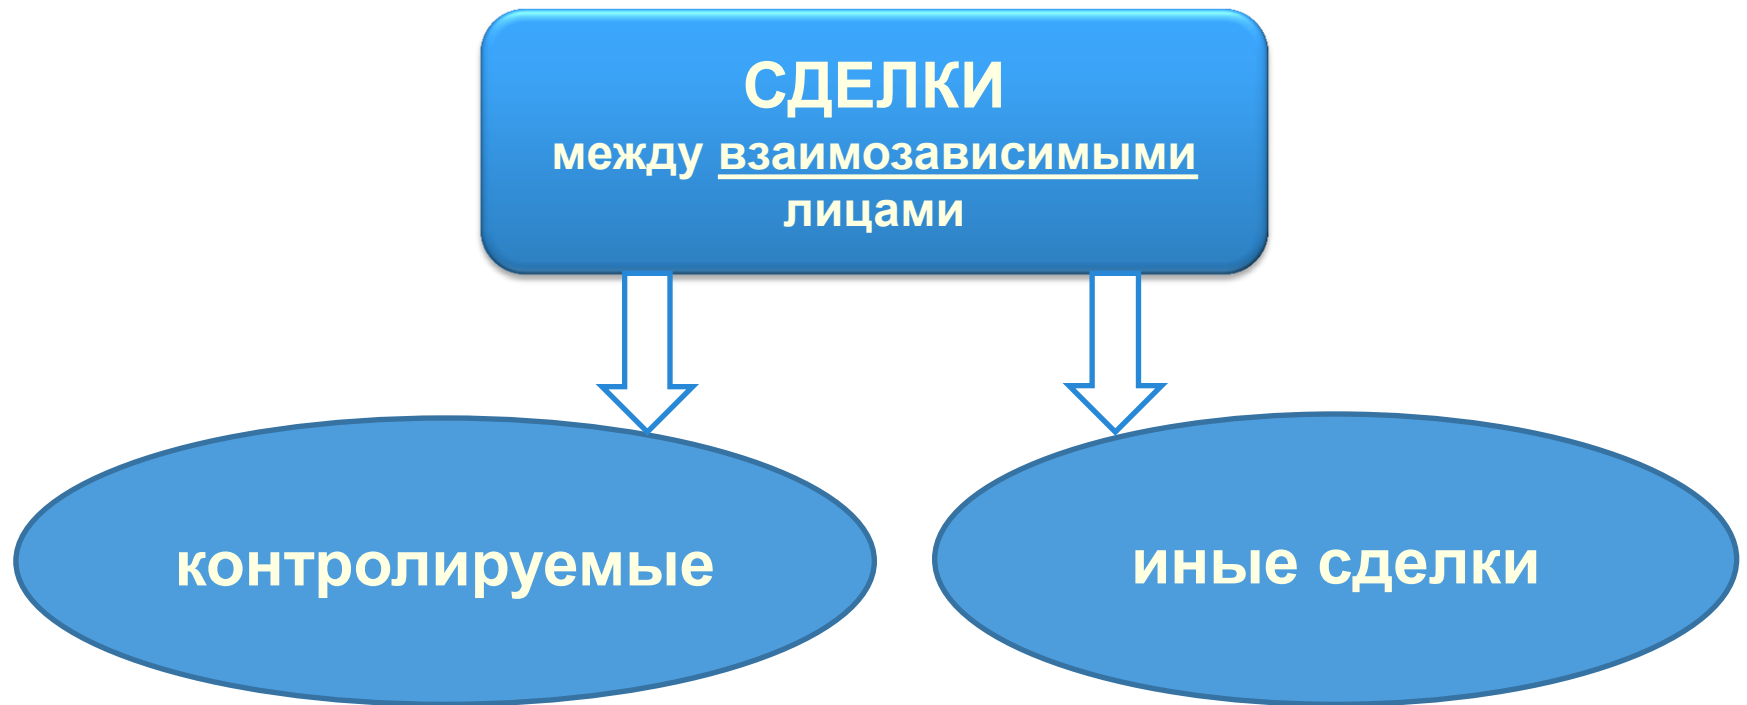 СДЕЛКИ
между взаимозависимыми
лицами
контролируемые
иные сделки